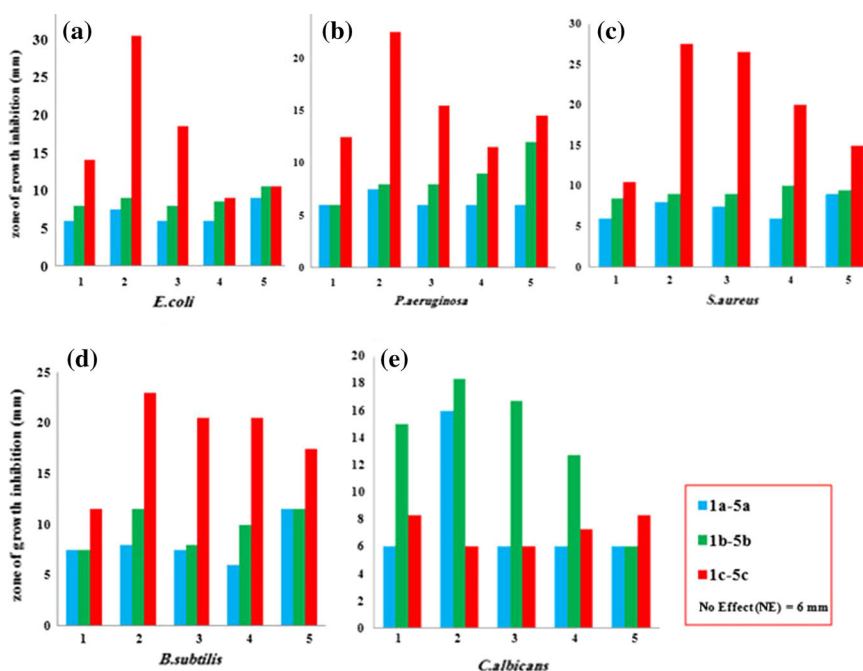 (a)
zone of growth inhibition (mm)
30
25
20
15
10
5
0
1 2 3 4 5
E.coli
(b)
20
15
10
5
0
1 2 3 4 5
P.aeruginosa
(c)
30
25
20
15
10
5
0
1 2 3 4 5
S.aureus
(d)
zone of growth inhibition (mm)
25
20
15
10
5
0
1 2 3 4 5
B.subtilis
(e)
20
18
16
14
12
10
8
6
4
2
0
1 2 3 4 5
C.albicans
1a-5a
1b-5b
1c-5c
No Effect (NE) = 6 mm